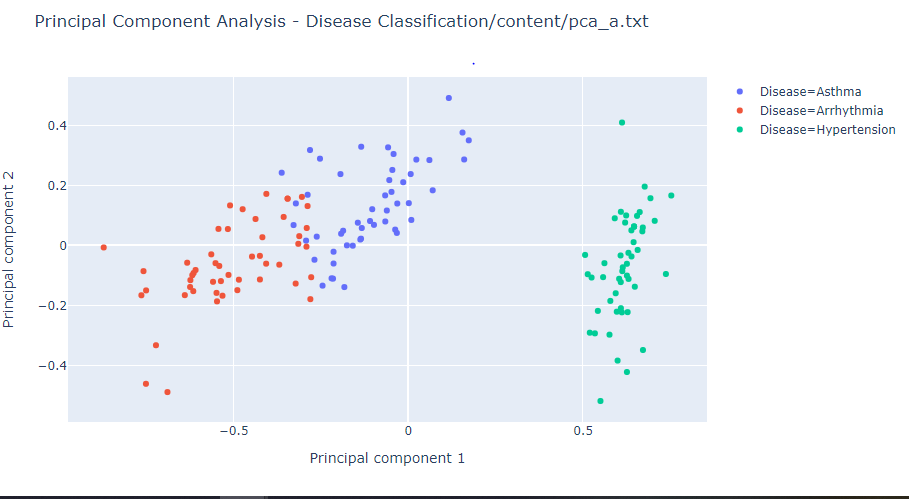 Principal Component Analysis - Disease Classification/content/pca_a.txt
Disease=Asthma
Disease=Arrhythmia
Disease=Hypertension
Principal component 2
0.4
0.2
0
−0.2
−0.4
−0.5
0
0.5
Principal component 1